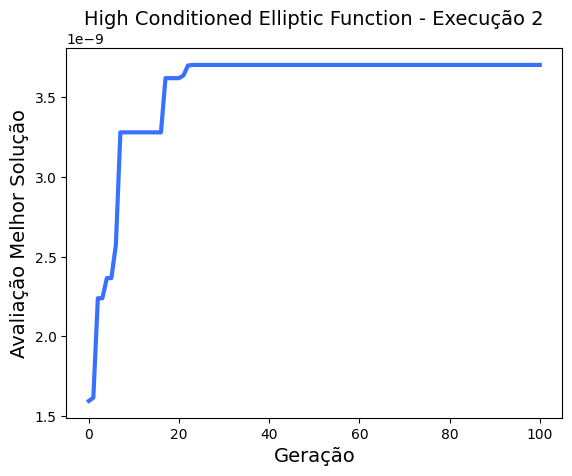 High Conditioned Elliptic Function - Execução 2
1e−9
3.5
3.0
2.5
2.0
1.5
Avaliação Melhor Solução
0 20 40 60 80 100
Geração